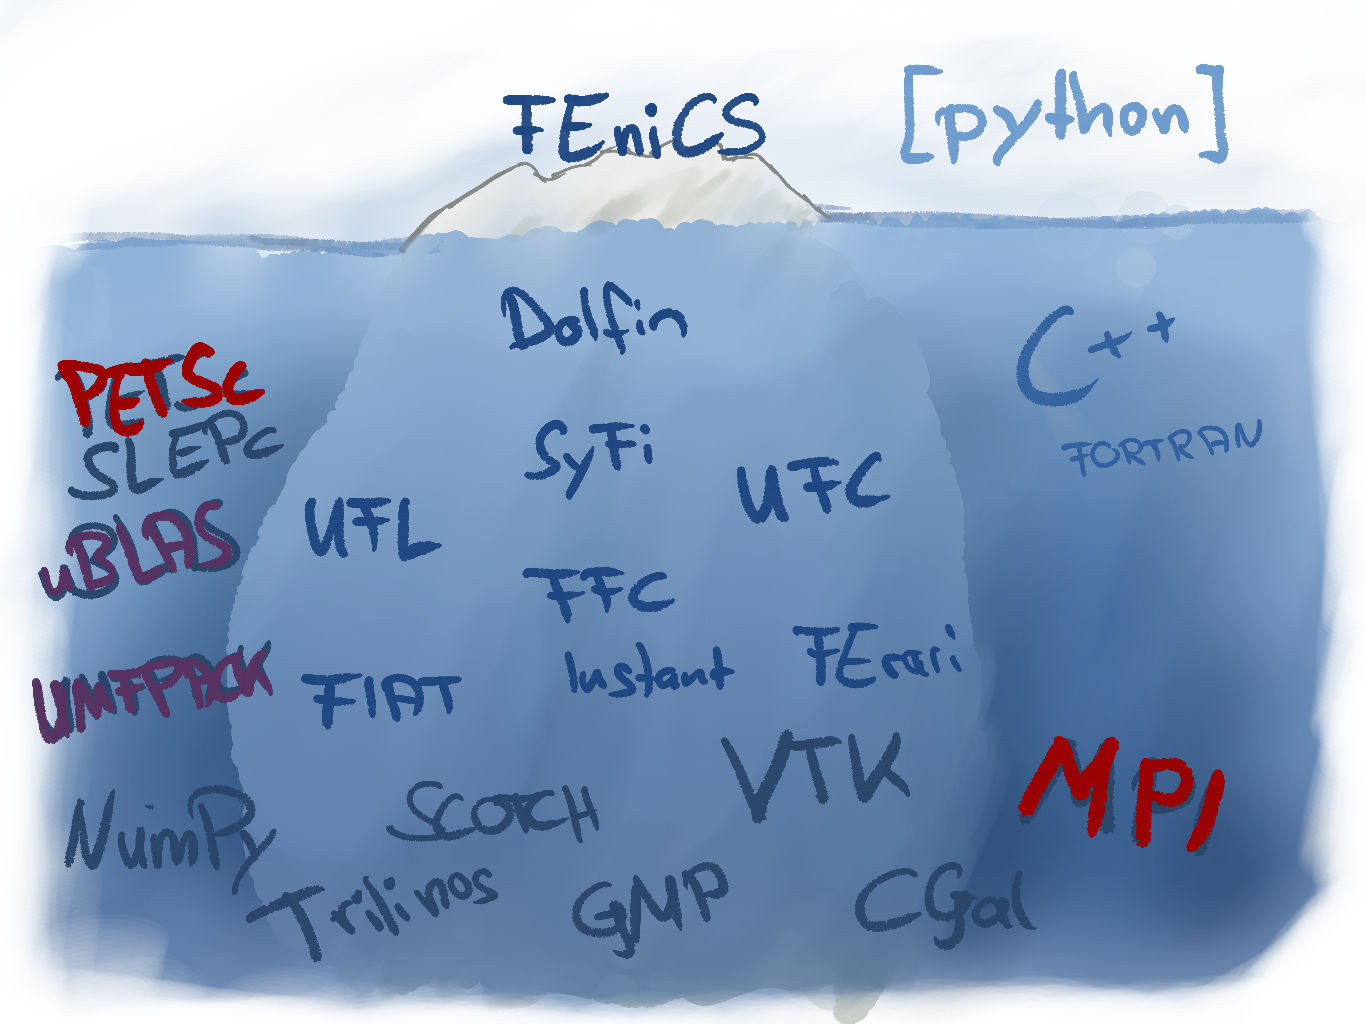 FEniCS
[python]
Dolfin
C++
PETSc
SLEPc
SyFi
FORTRAN
UFC
uBLAS
UFL
FFC
UMFPACK
FIAT
Instant
FErari
VTK
MPI
NumPy
SCOTCH
Trilinos
GMP
CGal